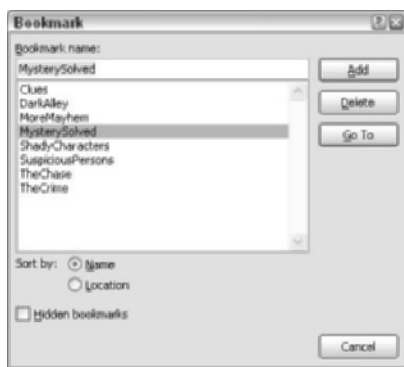 Bookmark
Bookmark name:
MysterySolved
Add
Clues
DarkAlley
MoreMayhem
MysterySolved
ShadyCharacters
SuspiciousPersons
TheChase
TheCrime
Delete
Go To
Sort by:
Name
Location
Hidden bookmarks
Cancel